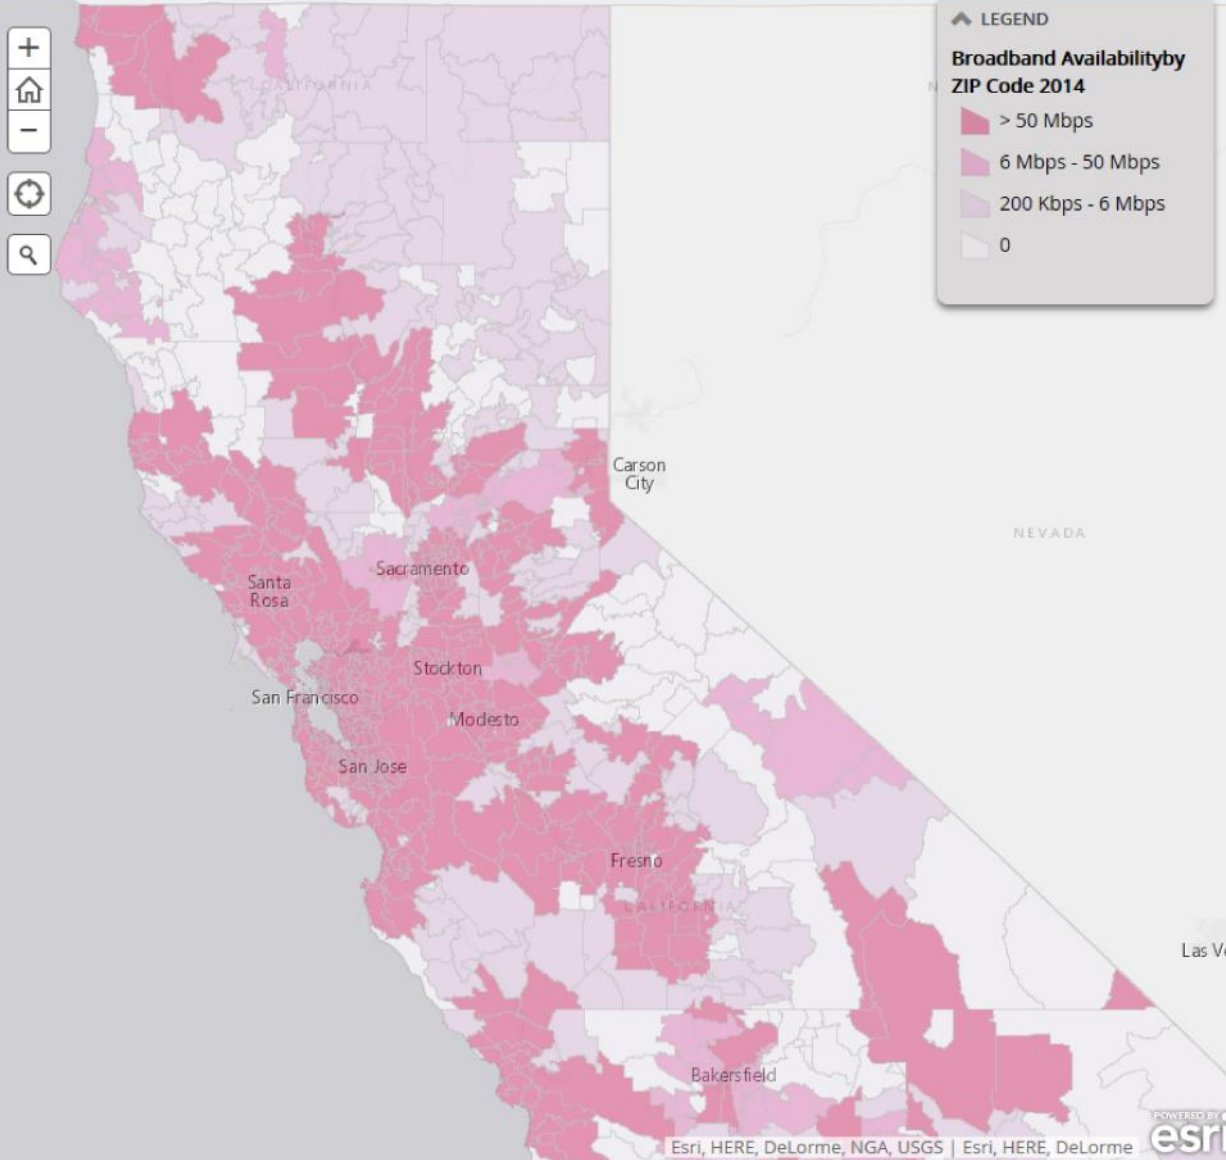 +
−
LEGEND
Broadband Availabilityby
ZIP Code 2014
> 50 Mbps
6 Mbps - 50 Mbps
200 Kbps - 6 Mbps
0
CALIFORNIA
N
Carson
City
NEVADA
Sacramento
Santa
Rosa
Stockton
San Francisco
Modesto
San Jose
Fresno
CALIFORNIA
Las Ve
Bakersfield
POWERED BY
esri
Esri, HERE, DeLorme, NGA, USGS | Esri, HERE, DeLorme